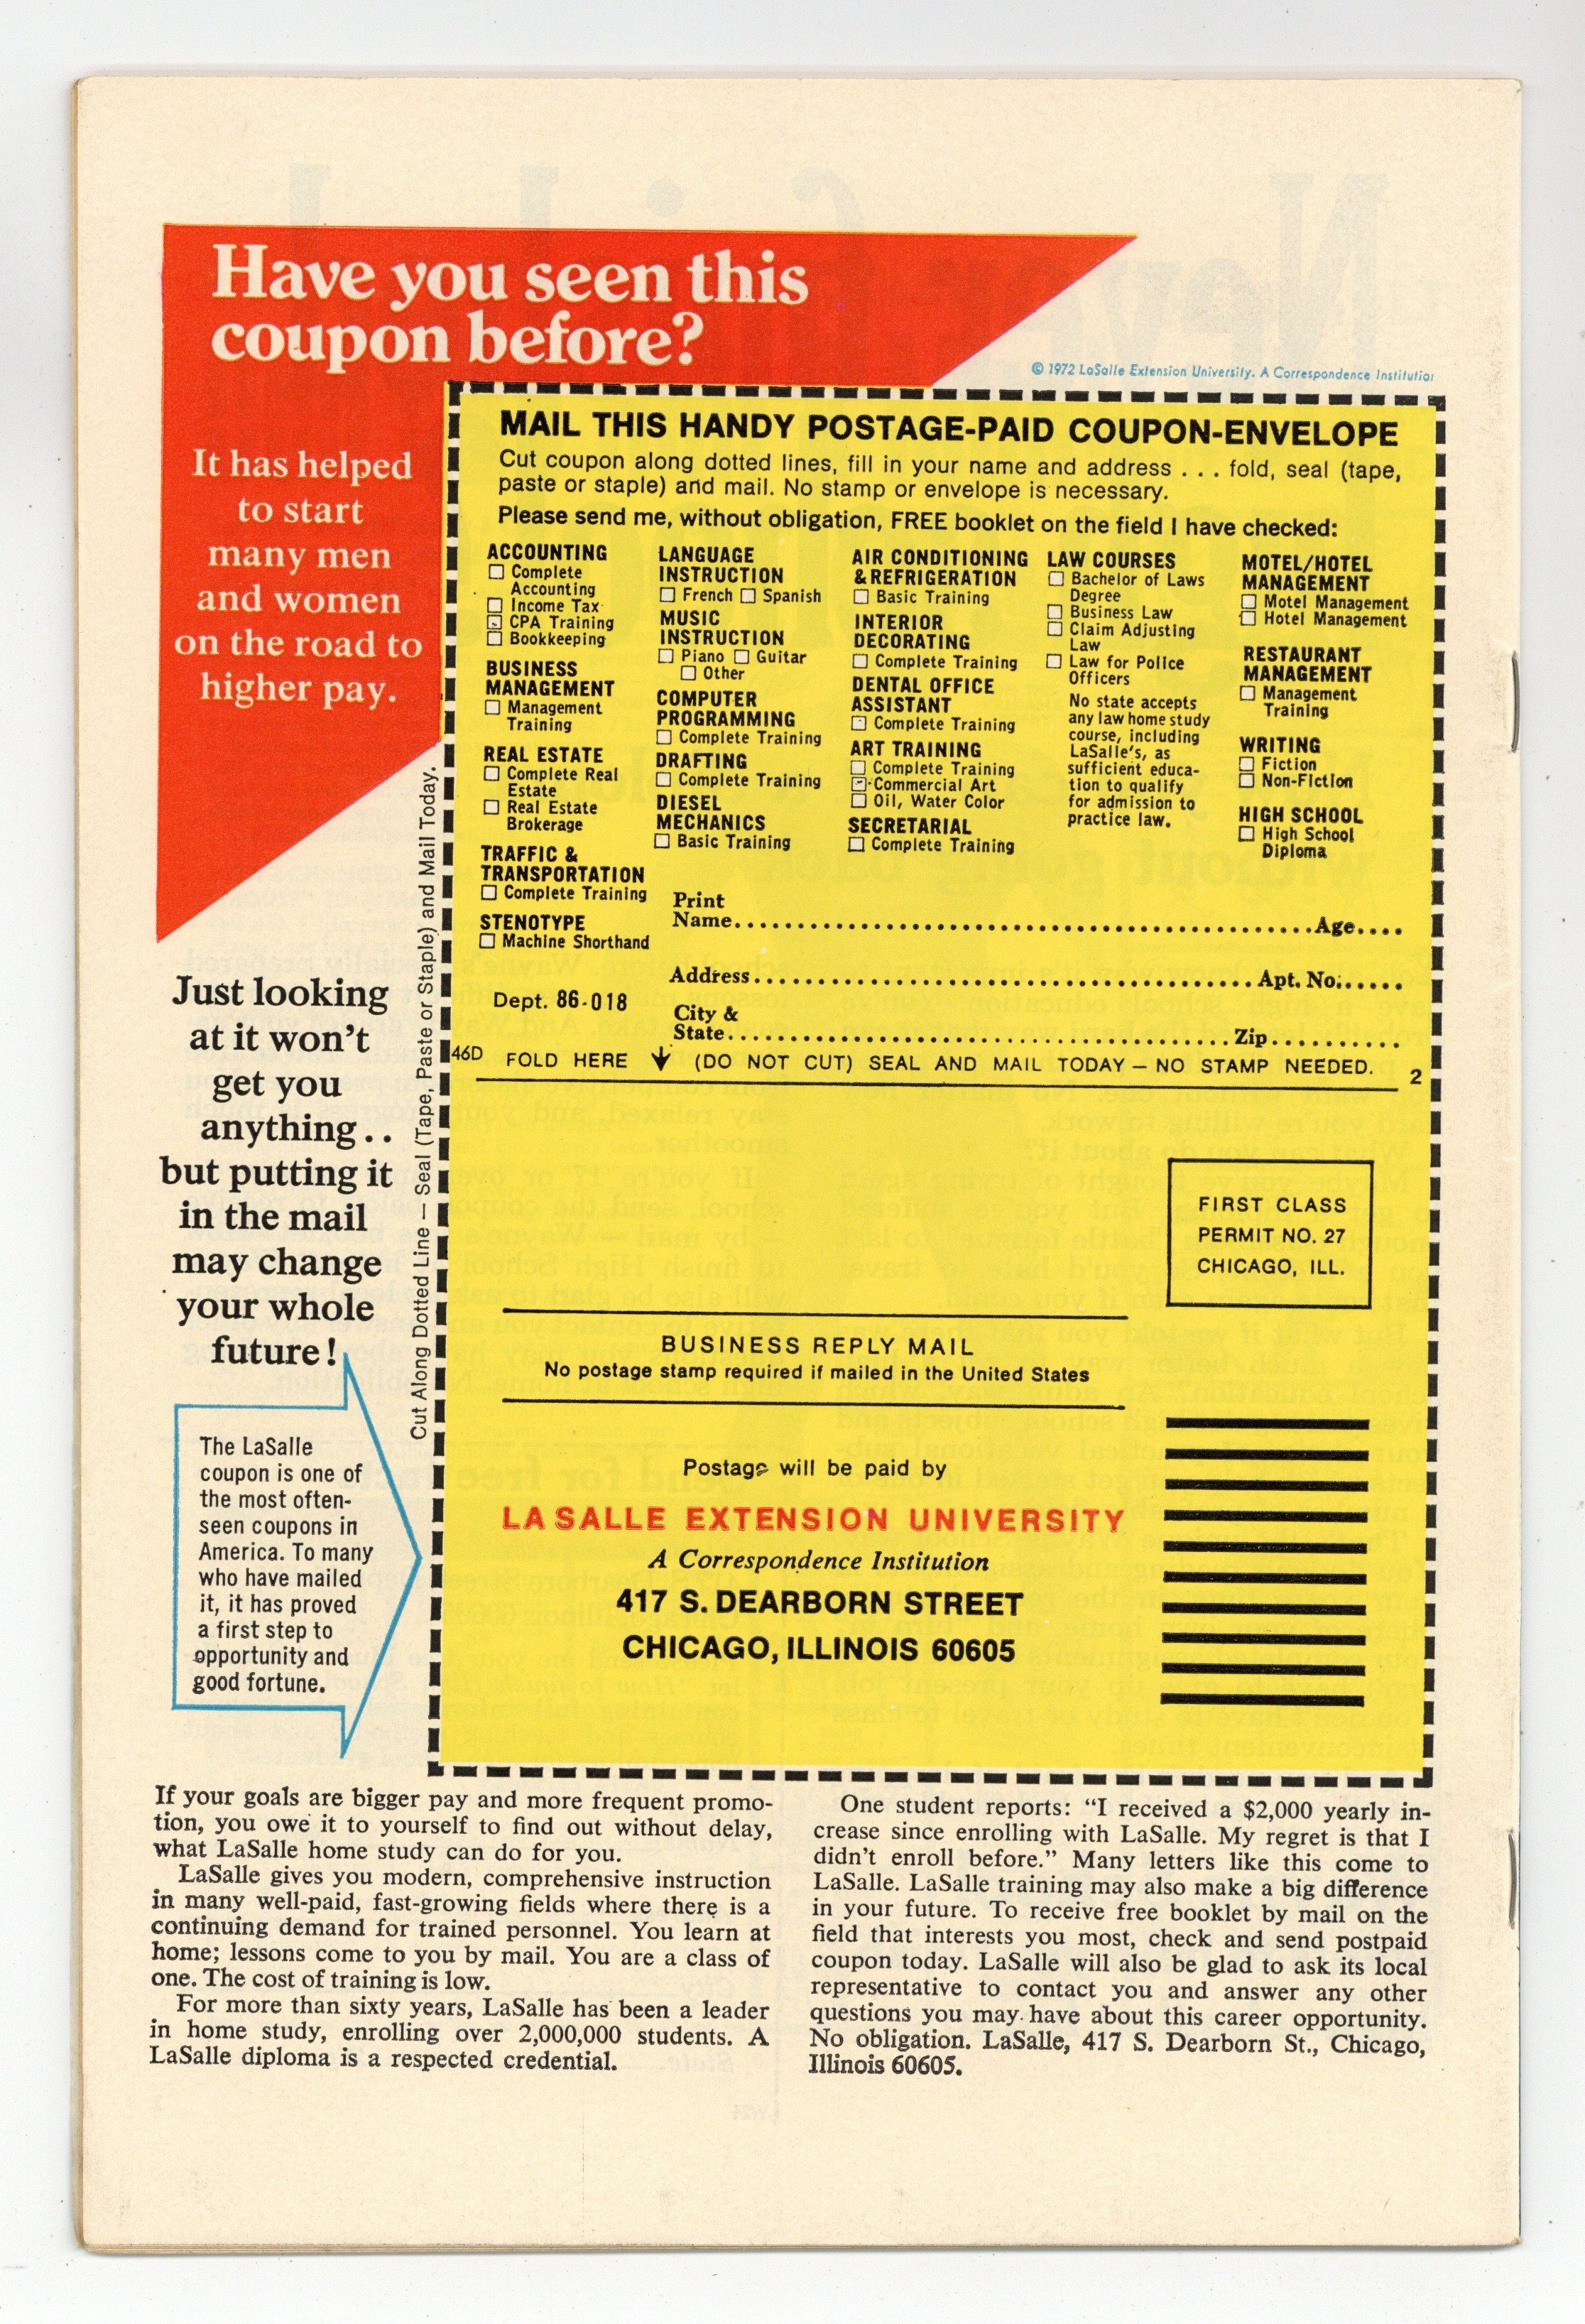 Have you seen this
coupon before?
© 1972 LaSalle Extension University. A Correspondence Institution
It has helped
to start
many men
and women
on the road to
higher pay.
Just looking
at it won't
get you
anything . .
but putting it
in the mail
may change
your whole
future!
The LaSalle
coupon is one of
the most often-
seen coupons in
America. To many
who have mailed
it, it has proved
a first step to
opportunity and
good fortune.
Cut Along Dotted Line — Seal (Tape, Paste or Staple) and Mail Today.
MAIL THIS HANDY POSTAGE-PAID COUPON-ENVELOPE
Cut coupon along dotted lines, fill in your name and address . . . fold, seal (tape,
paste or staple) and mail. No stamp or envelope is necessary.
Please send me, without obligation, FREE booklet on the field I have checked:
ACCOUNTING
Complete
Accounting
Income Tax
CPA Training
Bookkeeping
BUSINESS
MANAGEMENT
Management
Training
REAL ESTATE
Complete Real
Estate
Real Estate
Brokerage
TRAFFIC &
TRANSPORTATION
Complete Training
STENOTYPE
Machine Shorthand
LANGUAGE
INSTRUCTION
French Spanish
MUSIC
INSTRUCTION
Piano Guitar
Other
COMPUTER
PROGRAMMING
Complete Training
DRAFTING
Complete Training
DIESEL
MECHANICS
Basic Training
AIR CONDITIONING
& REFRIGERATION
Basic Training
INTERIOR
DECORATING
Complete Training
DENTAL OFFICE
ASSISTANT
Complete Training
ART TRAINING
Complete Training
Commercial Art
Oil, Water Color
SECRETARIAL
Complete Training
LAW COURSES
Bachelor of Laws
Degree
Business Law
Claim Adjusting
Law
Law for Police
Officers
No state accepts
any law home study
course, including
LaSalle's, as
sufficient educa-
tion to qualify
for admission to
practice law.
MOTEL/HOTEL
MANAGEMENT
Motel Management
Hotel Management
RESTAURANT
MANAGEMENT
Management
Training
WRITING
Fiction
Non-Fiction
HIGH SCHOOL
High School
Diploma
Print
Name............................................Age....
Address............................................Apt. No.......
Dept. 86-018
City &
State............................................Zip..........
46D FOLD HERE ↓ (DO NOT CUT) SEAL AND MAIL TODAY — NO STAMP NEEDED. 2
FIRST CLASS
PERMIT NO. 27
CHICAGO, ILL.
BUSINESS REPLY MAIL
No postage stamp required if mailed in the United States
Postage will be paid by
LA SALLE EXTENSION UNIVERSITY
A Correspondence Institution
417 S. DEARBORN STREET
CHICAGO, ILLINOIS 60605
If your goals are bigger pay and more frequent promo-
tion, you owe it to yourself to find out without delay,
what LaSalle home study can do for you.
LaSalle gives you modern, comprehensive instruction
in many well-paid, fast-growing fields where there is a
continuing demand for trained personnel. You learn at
home; lessons come to you by mail. You are a class of
one. The cost of training is low.
For more than sixty years, LaSalle has been a leader
in home study, enrolling over 2,000,000 students. A
LaSalle diploma is a respected credential.
One student reports: “I received a $2,000 yearly in-
crease since enrolling with LaSalle. My regret is that I
didn't enroll before.” Many letters like this come to
LaSalle. LaSalle training may also make a big difference
in your future. To receive free booklet by mail on the
field that interests you most, check and send postpaid
coupon today. LaSalle will also be glad to ask its local
representative to contact you and answer any other
questions you may have about this career opportunity.
No obligation. LaSalle, 417 S. Dearborn St., Chicago,
Illinois 60605.